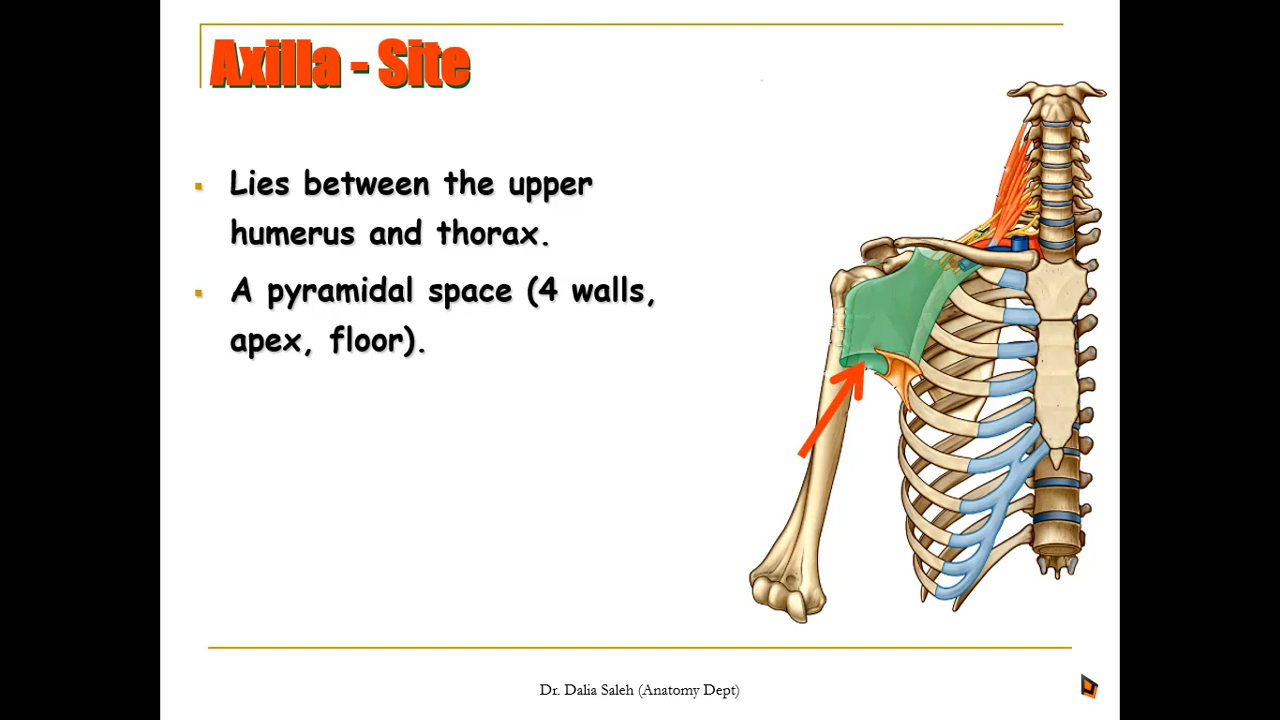 Axilla - Site
▪ Lies between the upper
humerus and thorax.
▪ A pyramidal space (4 walls,
apex, floor).
Dr. Dalia Saleh (Anatomy Dept)